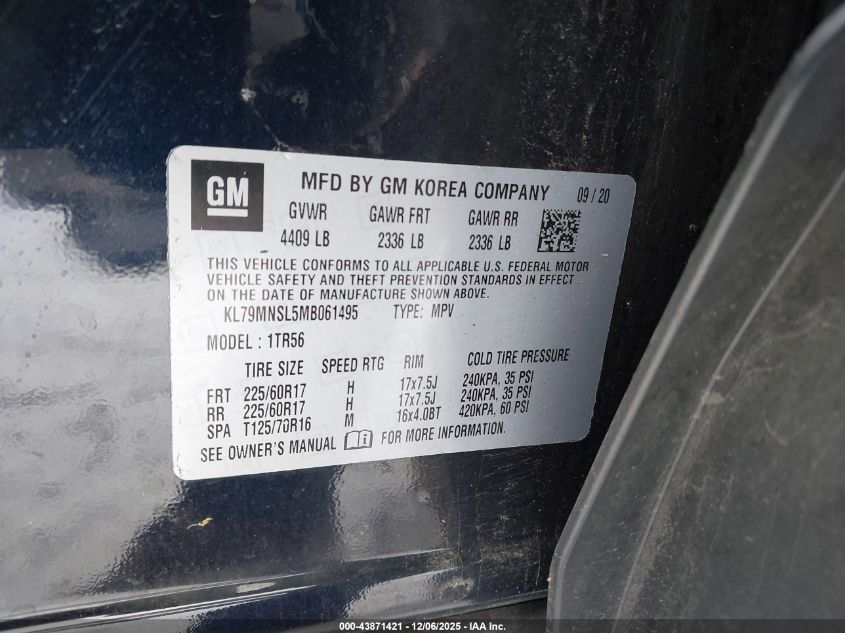 GM
MFD BY GM KOREA COMPANY 09/20
GVWR GAWR FRT GAWR RR
4409 LB 2336 LB 2336 LB
THIS VEHICLE CONFORMS TO ALL APPLICABLE U.S. FEDERAL MOTOR
VEHICLE SAFETY AND THEFT PREVENTION STANDARDS IN EFFECT
ON THE DATE OF MANUFACTURE SHOWN ABOVE.
KL79MNSL5MB061495 TYPE: MPV
MODEL : 1TR56
TIRE SIZE SPEED RTG RIM COLD TIRE PRESSURE
FRT 225/60R17 H 17x7.5J 240KPA, 35 PSI
RR 225/60R17 H 17x7.5J 240KPA, 35 PSI
SPA T125/70R16 M 16x4.0BT 420KPA, 60 PSI
SEE OWNER'S MANUAL FOR MORE INFORMATION.
000-43871421 - 12/06/2025 - IAA Inc.